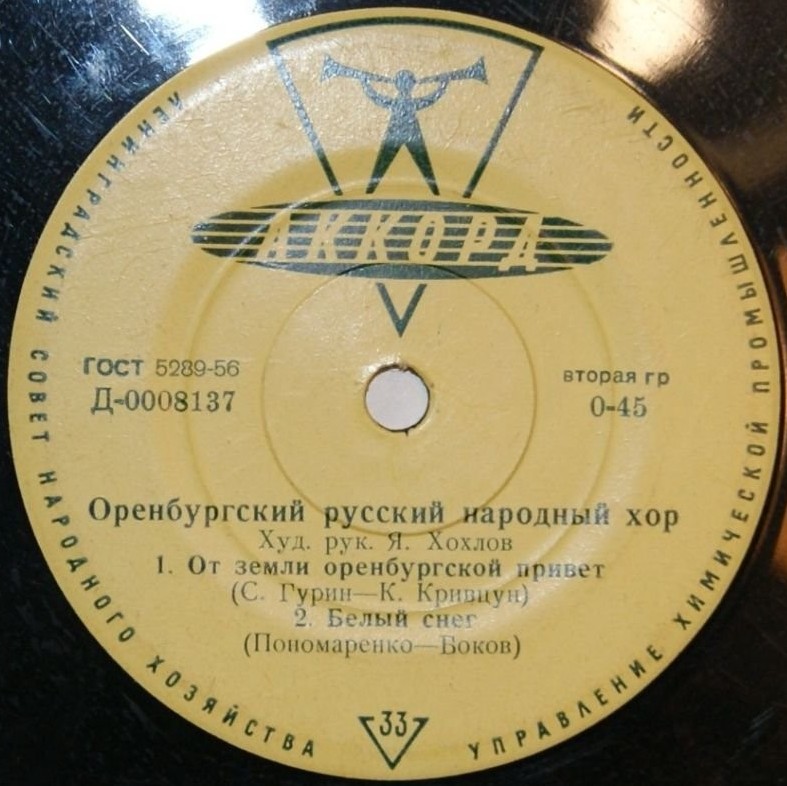 АККОРД
ЛЕНИНГРАДСКИЙ СОВЕТ НАРОДНОГО ХОЗЯЙСТВА
УПРАВЛЕНИЕ ХИМИЧЕСКОЙ ПРОМЫШЛЕННОСТИ
ГОСТ 5289-56
Д-0008137
вторая гр
0-45
Оренбургский русский народный хор
Худ. рук. Я. Хохлов
1. От земли оренбургской привет
(С. Гурин—К. Кривцун)
2. Белый снег
(Пономаренко—Боков)
33